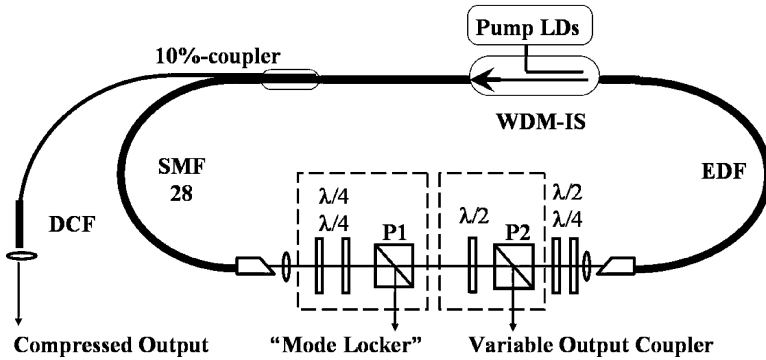 Pump LDs
10%-coupler
WDM-IS
SMF
28
EDF
DCF
λ/4
λ/4
P1
λ/2
P2
λ/2
λ/4
Compressed Output
“Mode Locker”
Variable Output Coupler